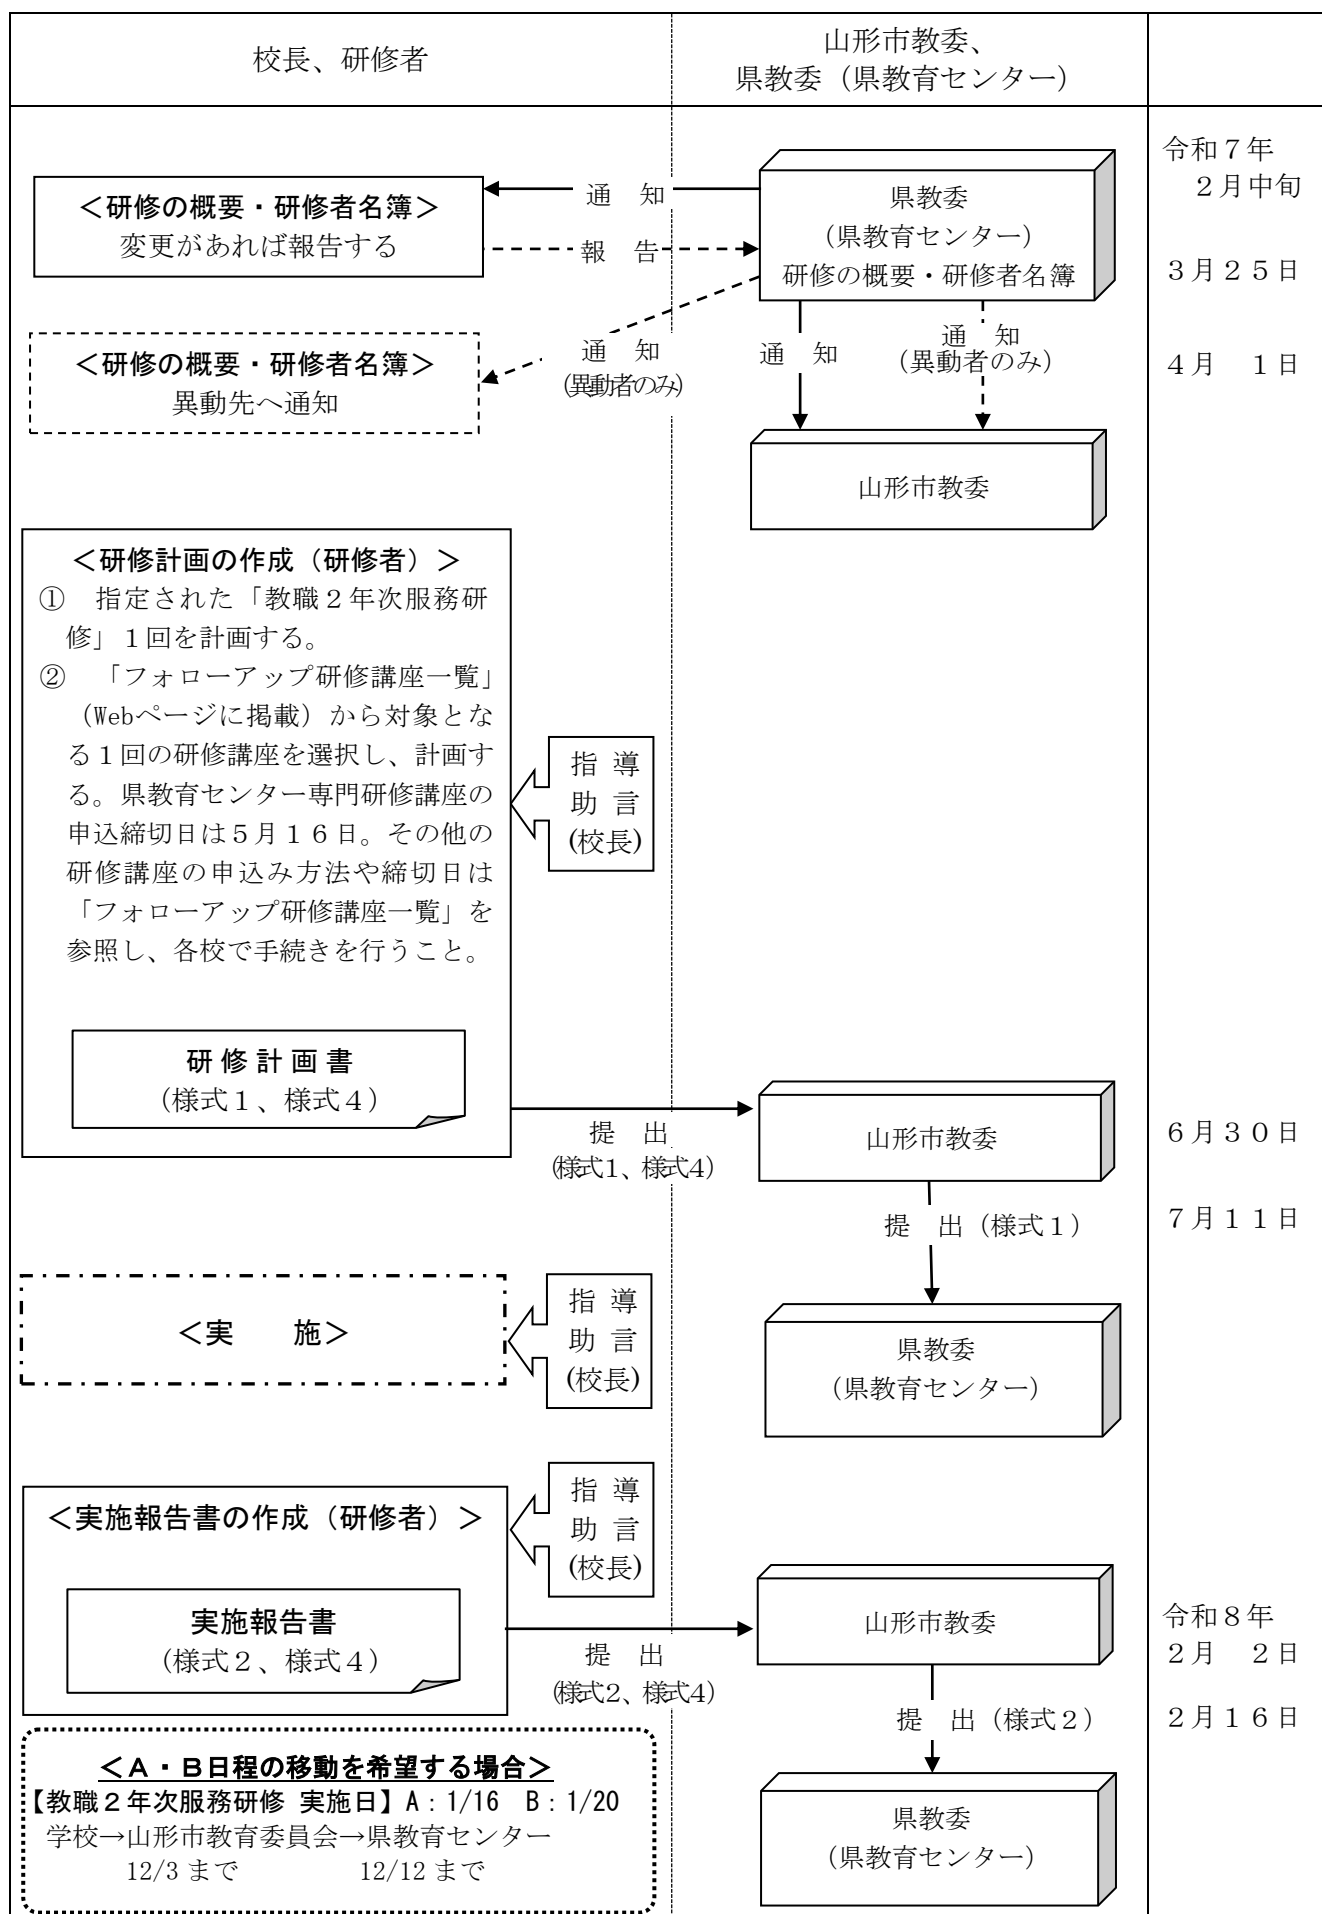 校長、研修者
山形市教委、
県教委（県教育センター）
令和７年
２月中旬
＜研修の概要・研修者名簿＞
変更があれば報告する
通　知
報　告
県教委
（県教育センター）
研修の概要・研修者名簿
３月２５日
＜研修の概要・研修者名簿＞
異動先へ通知
通　知
(異動者のみ)
通　知
通　知
（異動者のみ）
４月　１日
山形市教委
＜研修計画の作成（研修者）＞
①　指定された「教職２年次服務研
修」１回を計画する。
②　「フォローアップ研修講座一覧」
（Webページに掲載）から対象とな
る１回の研修講座を選択し、計画す
る。県教育センター専門研修講座の
申込締切日は５月１６日。その他の
研修講座の申込み方法や締切日は
「フォローアップ研修講座一覧」を
参照し、各校で手続きを行うこと。
指 導
助 言
(校長)
研 修 計 画 書
（様式１、様式４）
提　出
(様式1、様式4)
山形市教委
６月３０日
提　出（様式１）
７月１１日
＜実　　施＞
指 導
助 言
(校長)
県教委
（県教育センター）
＜実施報告書の作成（研修者）＞
指 導
助 言
(校長)
実施報告書
（様式２、様式４）
提　出
(様式2、様式4)
山形市教委
令和８年
２月　２日
提　出（様式２）
２月１６日
＜Ａ・Ｂ日程の移動を希望する場合＞
【教職２年次服務研修 実施日】A：1/16　B：1/20
学校→山形市教育委員会→県教育センター
12/3 まで　　　　12/12 まで
県教委
（県教育センター）